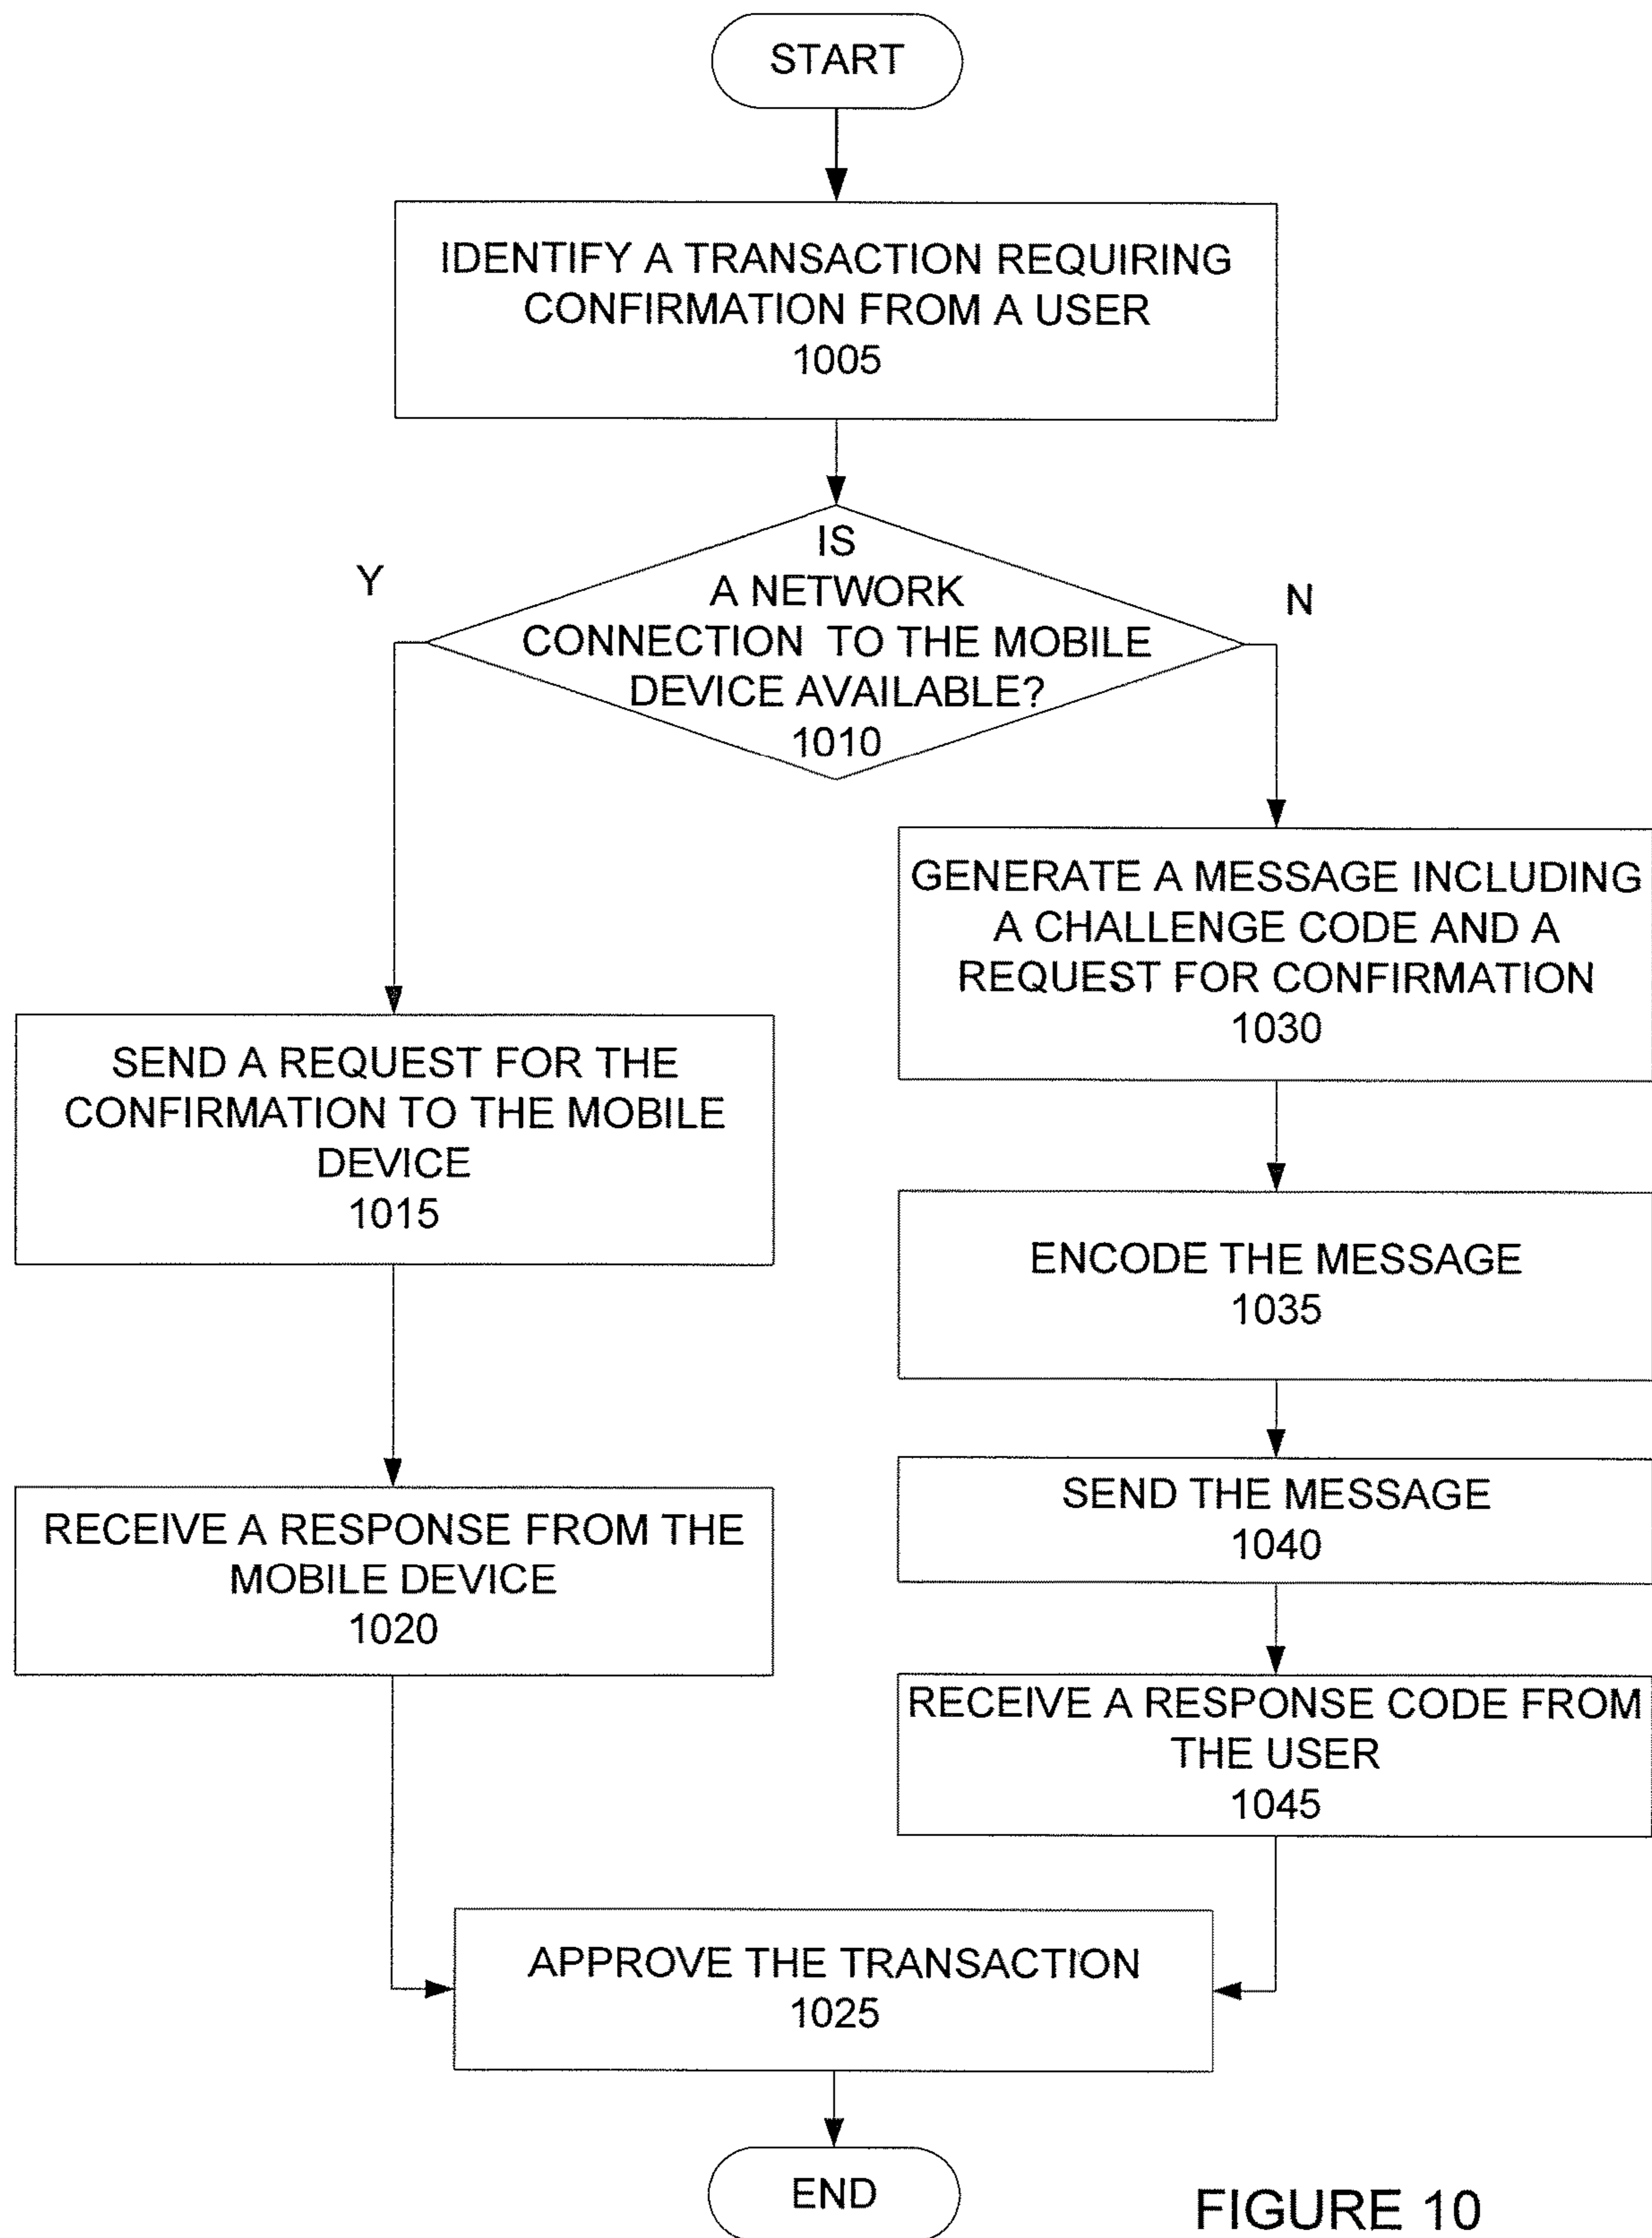 START
IDENTIFY A TRANSACTION REQUIRING
CONFIRMATION FROM A USER
1005
IS
A NETWORK
CONNECTION TO THE MOBILE
DEVICE AVAILABLE?
1010
Y
N
SEND A REQUEST FOR THE
CONFIRMATION TO THE MOBILE
DEVICE
1015
RECEIVE A RESPONSE FROM THE
MOBILE DEVICE
1020
GENERATE A MESSAGE INCLUDING
A CHALLENGE CODE AND A
REQUEST FOR CONFIRMATION
1030
ENCODE THE MESSAGE
1035
SEND THE MESSAGE
1040
RECEIVE A RESPONSE CODE FROM
THE USER
1045
APPROVE THE TRANSACTION
1025
END
FIGURE 10